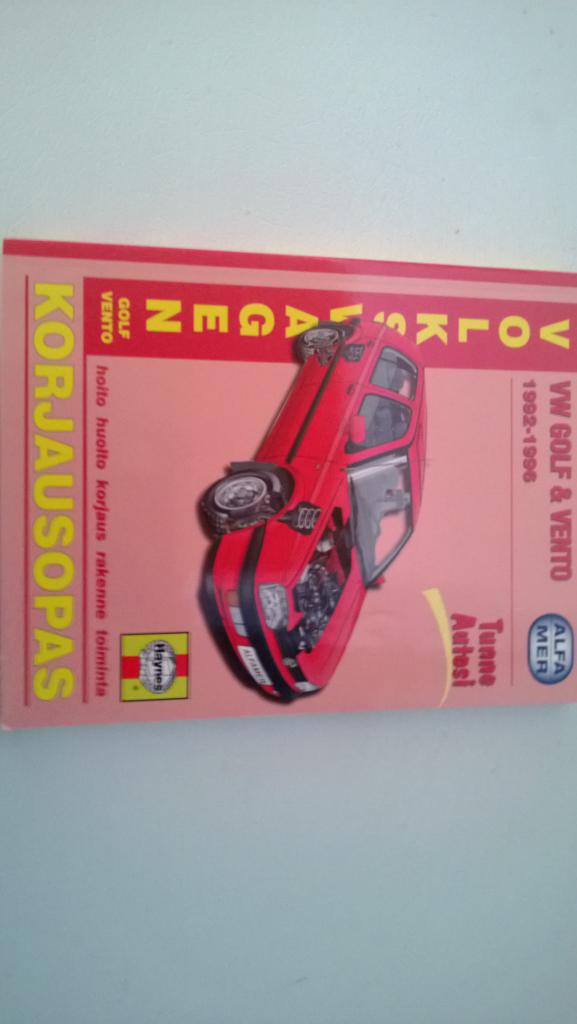 VW GOLF & VENTO
1992-1996
ALFA
MER
VOLKSWAGEN
Tunne
Autosi
ALFAMER
GOLF
VENTO
Haynes
hoito huolto korjaus rakenne toiminta
KORJAUSOPAS